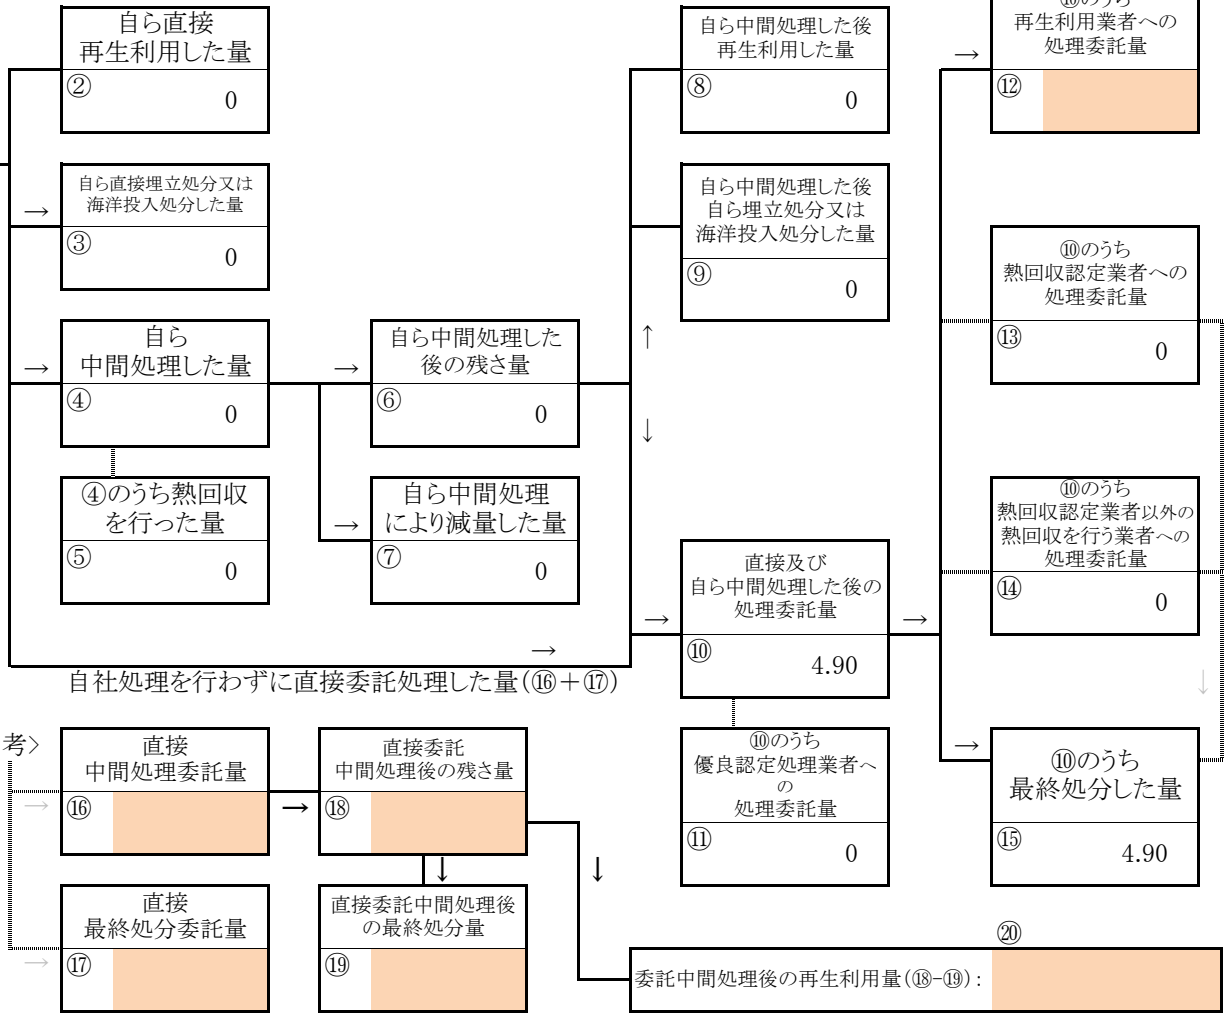 自ら直接
再生利用した量
②
0
→
自ら直接埋立処分又は
海洋投入処分した量
③
0
→
自ら
中間処理した量
④
0
④のうち熱回収
を行った量
⑤
0
→
自ら中間処理した
後の残さ量
⑥
0
→
自ら中間処理
により減量した量
⑦
0
自ら中間処理した後
再生利用した量
⑧
0
自ら中間処理した後
自ら埋立処分又は
海洋投入処分した量
⑨
0
↑
↓
→
自社処理を行わずに直接委託処理した量(⑯+⑰)
→
直接及び
自ら中間処理した後の
処理委託量
⑩
4.90
⑩のうち
優良認定処理業者へ
の
処理委託量
⑪
0
→
→
⑩のうち
再生利用業者への
処理委託量
⑫
⑩のうち
熱回収認定業者への
処理委託量
⑬
0
⑩のうち
熱回収認定業者以外の
熱回収を行う業者への
処理委託量
⑭
0
↓
→
⑩のうち
最終処分した量
⑮
4.90
考>
→
直接
中間処理委託量
⑯
→
直接委託
中間処理後の残さ量
⑱
↓
↓
→
直接
最終処分委託量
⑰
直接委託中間処理後
の最終処分量
⑲
⑳
委託中間処理後の再生利用量(⑱-⑲):